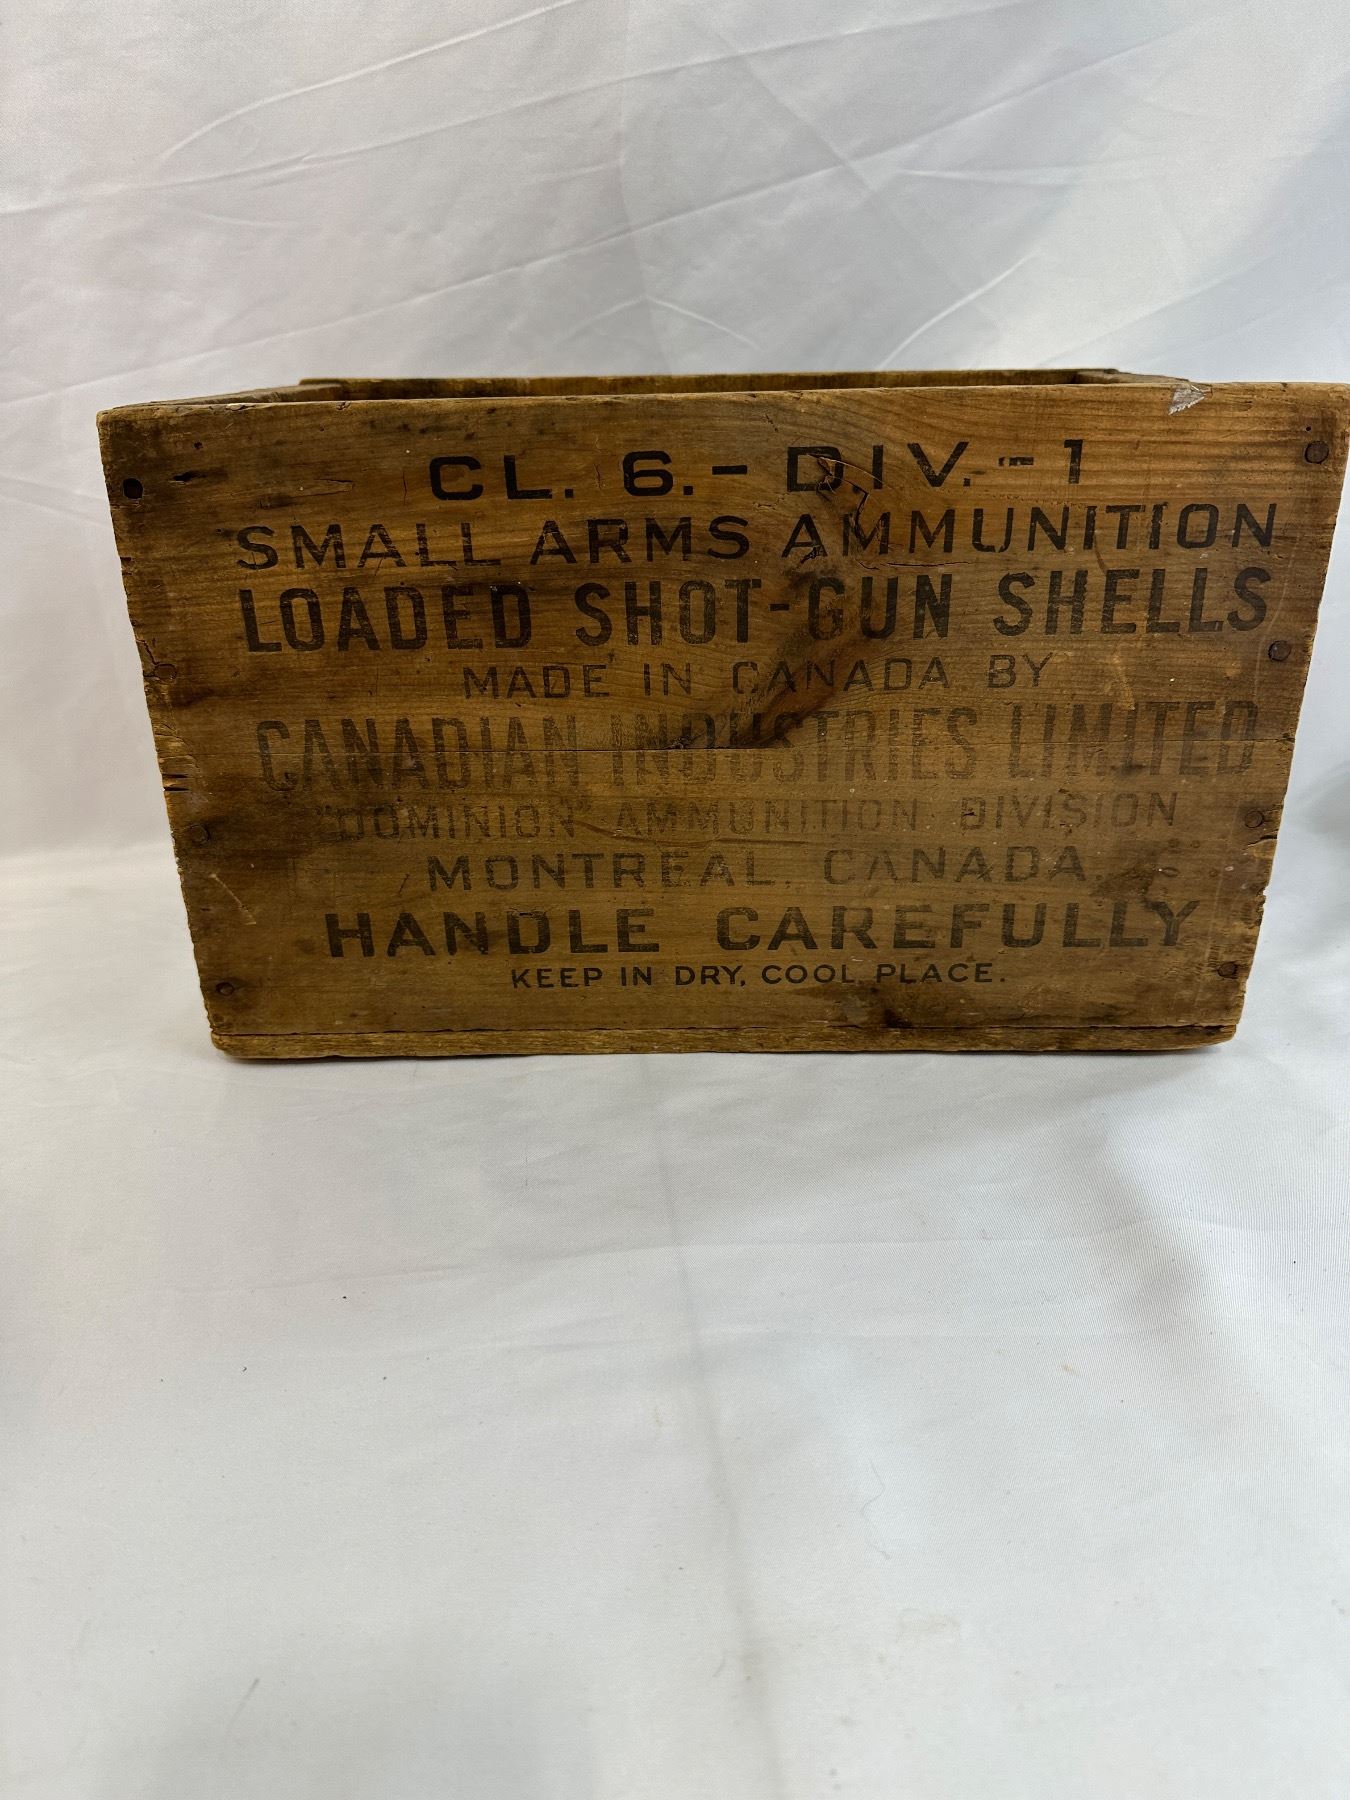 CL. 6.- DIV. - 1
SMALL ARMS AMMUNITION
LOADED SHOT-GUN SHELLS
MADE IN CANADA BY
CANADIAN INDUSTRIES LIMITED
"DOMINION" AMMUNITION DIVISION
MONTREAL, CANADA.
HANDLE CAREFULLY
KEEP IN DRY, COOL PLACE.